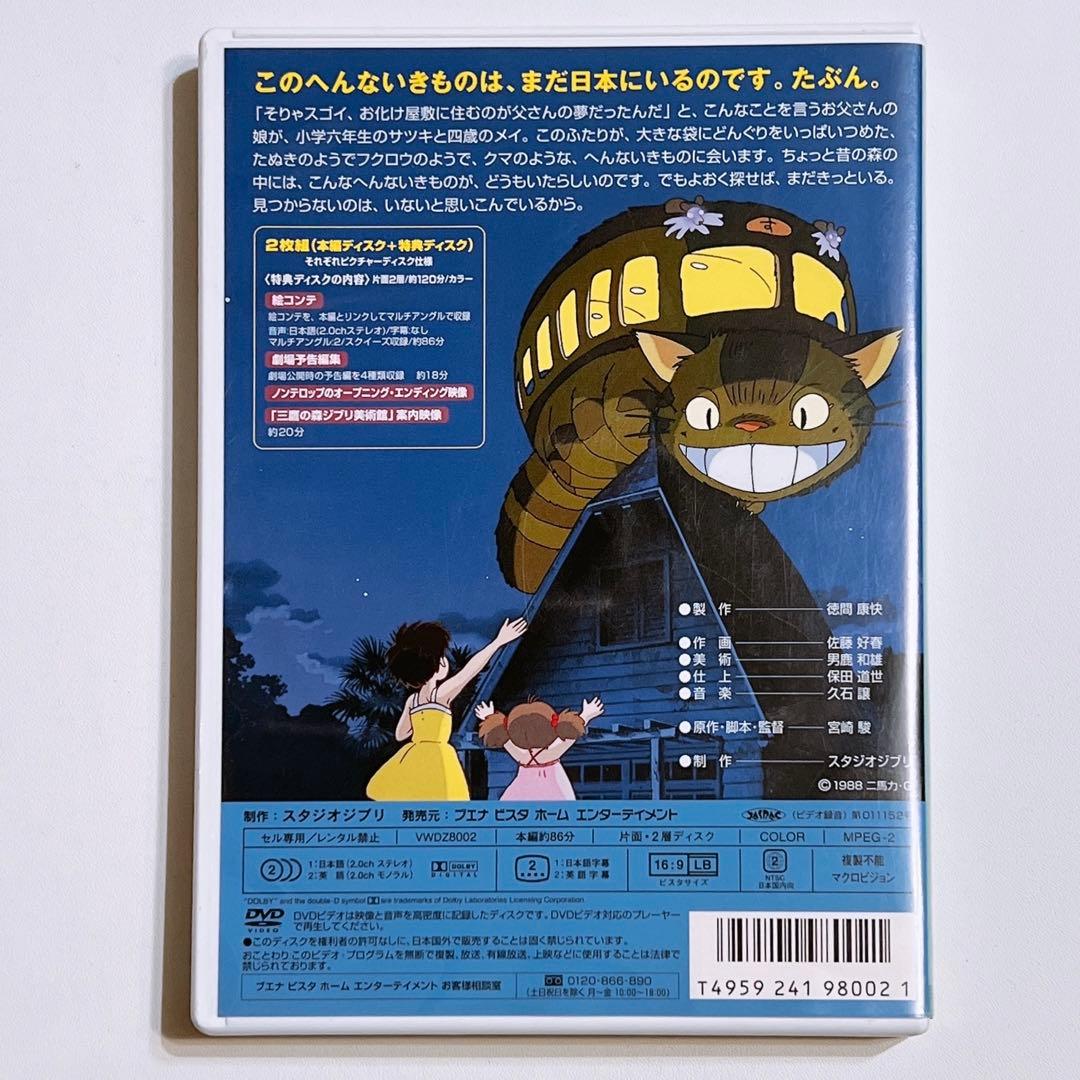 このへんないきものは、まだ日本にいるのです。たぶん。
「そりゃスゴイ、お化け屋敷に住むのが父さんの夢だったんだ」と、こんなことを言うお父さんの
娘が、小学六年生のサツキと四歳のメイ。このふたりが、大きな袋にどんぐりをいっぱいつめた、
たぬきのようでフクロウのようで、クマのような、へんないきものに会います。ちょっと昔の森の
中には、こんなへんないきものが、どうもいたらしいのです。でもよおく探せば、まだきっといる。
見つからないのは、いないと思いこんでいるから。
す
2枚組(本編ディスク+特典ディスク)
それぞれピクチャーディスク仕様
〈特典ディスクの内容〉片面2層/約120分/カラー
絵コンテ
絵コンテを、本編とリンクしてマルチアングルで収録
音声:日本語(2.0chステレオ)/字幕:なし
マルチアングル:2/スクイーズ収録/約86分
劇場予告編集
劇場公開時の予告編を4種類収録 約18分
ノンテロップのオープニング・エンディング映像
「三鷹の森ジブリ美術館」案内映像
約20分
●製作 徳間 康快
●作画 佐藤 好春
●美術 男鹿 和雄
●仕上 保田 道世
●音楽 久石 譲
●原作・脚本・監督 宮崎 駿
●制作 スタジオジブリ
©1988 二馬力・G
制作:スタジオジブリ 発売元:ブエナ ビスタ ホーム エンターテイメント JASRAC (ビデオ録音)第011152号
セル専用/レンタル禁止 VWDZ8002 本編約86分 片面・2層ディスク COLOR MPEG-2
2 1:日本語(2.0ch ステレオ) DOLBY DIGITAL 2 1:日本語字幕 16:9 LB 2 複製不能
2:英 語(2.0ch モノラル) 2:英語字幕 ビスタサイズ NTSC 日本国内向 マクロビジョン
"DOLBY" and the double-D symbol are trademarks of Dolby Laboratories Licensing Corporation.
DVD VIDEO DVDビデオは映像と音声を高密度に記録したディスクです。DVDビデオ対応のプレーヤー
で再生してください。
●このディスクを権利者の許可なしに、日本国外で販売することは固く禁じられています。
おことわり:このビデオ・プログラムを無断で複製、放送、有線放送、上映などに使用することは法律で
禁じられております。
ブエナ ビスタ ホーム エンターテイメント お客様相談室 0120-866-890
(土日祝日を除く 月〜金 10:00〜18:00)
T4959 241 98002 1